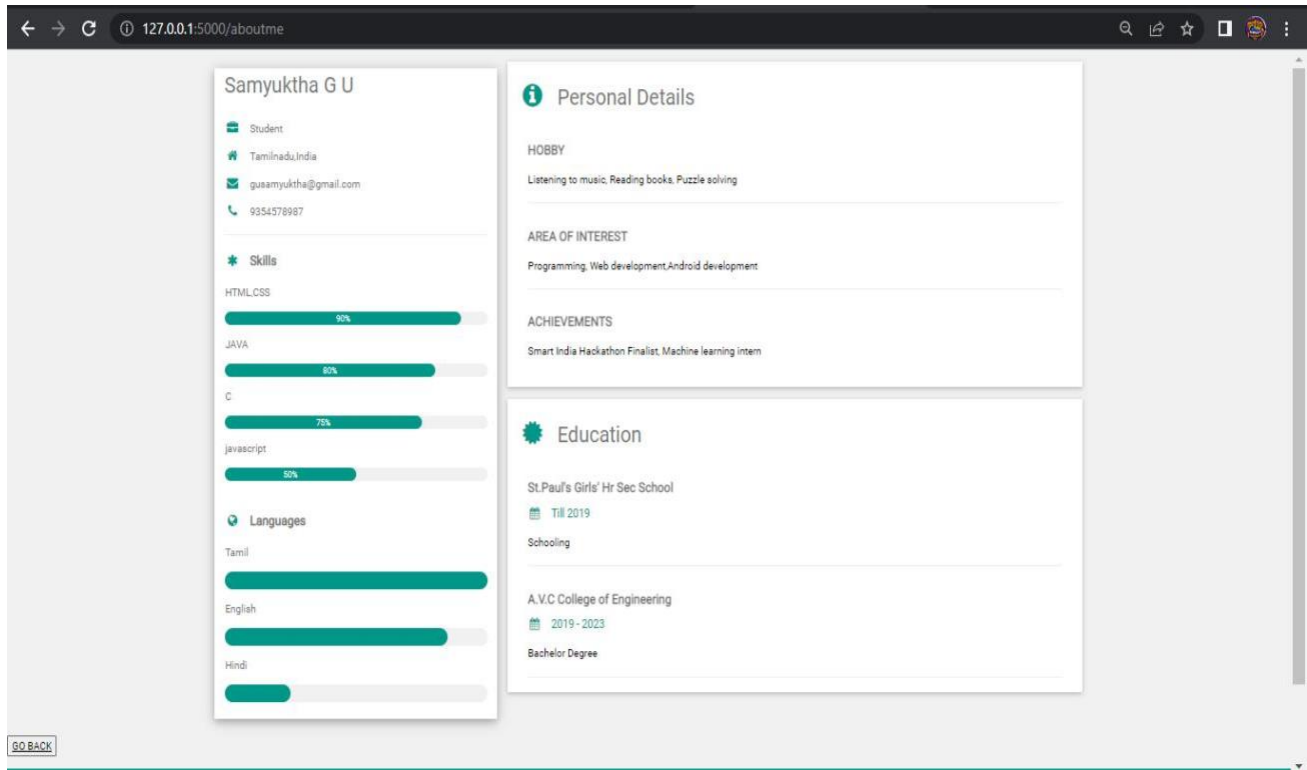 127.0.0.1:5000/aboutme
Samyuktha G U
Student
Tamilnadu,India
gusamyuktha@gmail.com
9354578987
Skills
HTML,CSS
90%
JAVA
80%
C
75%
javascript
50%
Languages
Tamil
English
Hindi
Personal Details
HOBBY
Listening to music, Reading books, Puzzle solving
AREA OF INTEREST
Programming, Web development,Android development
ACHIEVEMENTS
Smart India Hackathon Finalist, Machine learning intern
Education
St.Paul's Girls' Hr Sec School
Till 2019
Schooling
A.V.C College of Engineering
2019 - 2023
Bachelor Degree
GO BACK